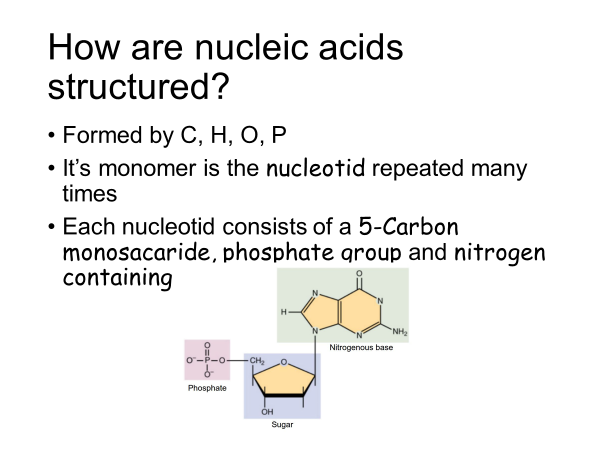 How are nucleic acids
structured?
• Formed by C, H, O, P
• It's monomer is the nucleotid repeated many
times
• Each nucleotid consists of a 5-Carbon
monosacaride, phosphate group and nitrogen
containing
O
N
N
H
N
N
NH₂
Nitrogenous base
O
O⁻ P O CH₂ O
O⁻
Phosphate
OH
Sugar